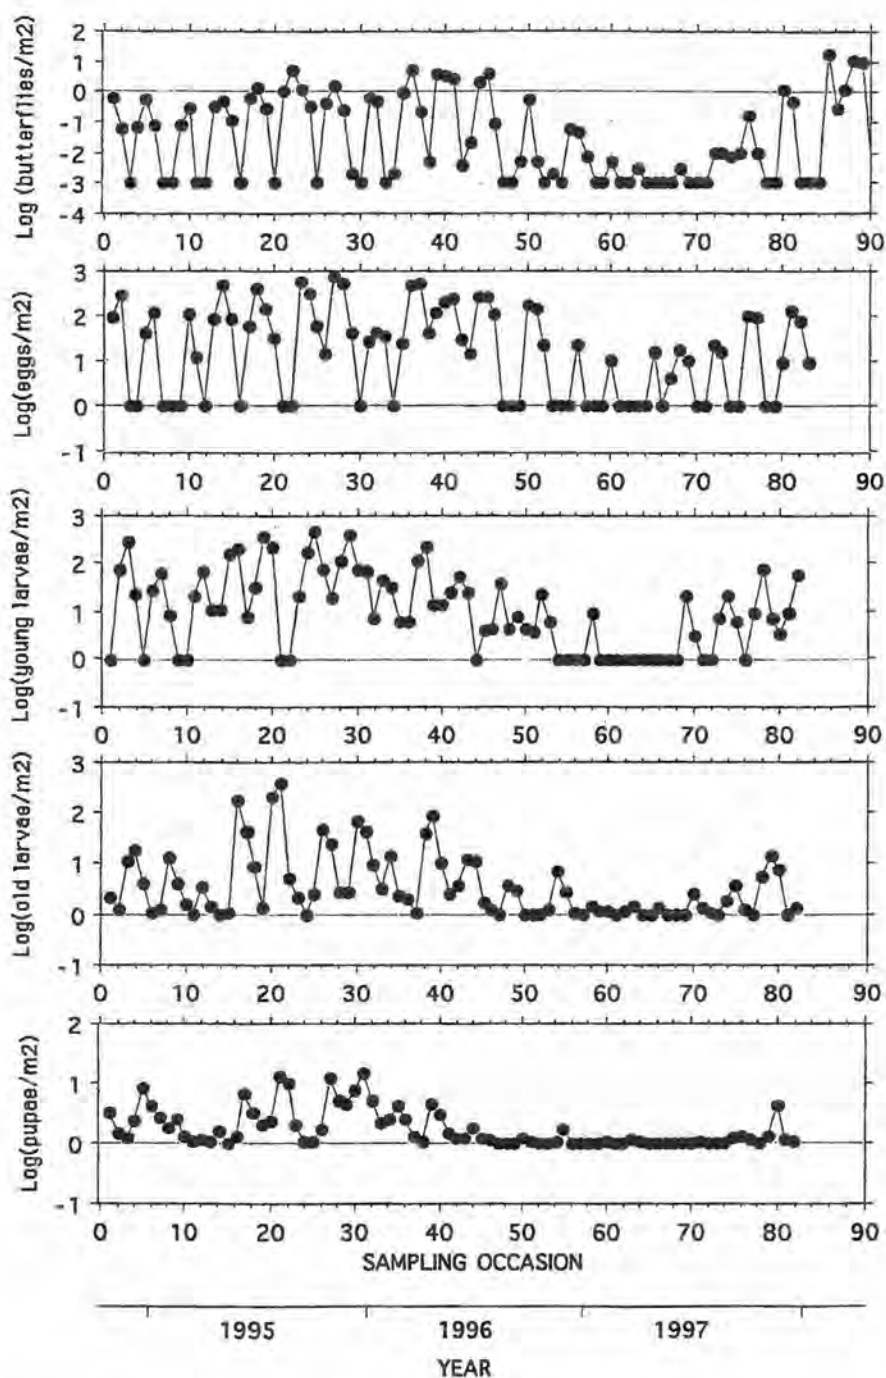 Log (butterflies/m2)
2
1
0
-1
-2
-3
-4
0 10 20 30 40 50 60 70 80 90
Log(eggs/m2)
3
2
1
0
-1
0 10 20 30 40 50 60 70 80 90
Log(young larvae/m2)
3
2
1
0
-1
0 10 20 30 40 50 60 70 80 90
Log(old larvae/m2)
3
2
1
0
-1
0 10 20 30 40 50 60 70 80 90
Log(pupae/m2)
2
1
0
-1
0 10 20 30 40 50 60 70 80 90
SAMPLING OCCASION
1995 1996 1997
YEAR